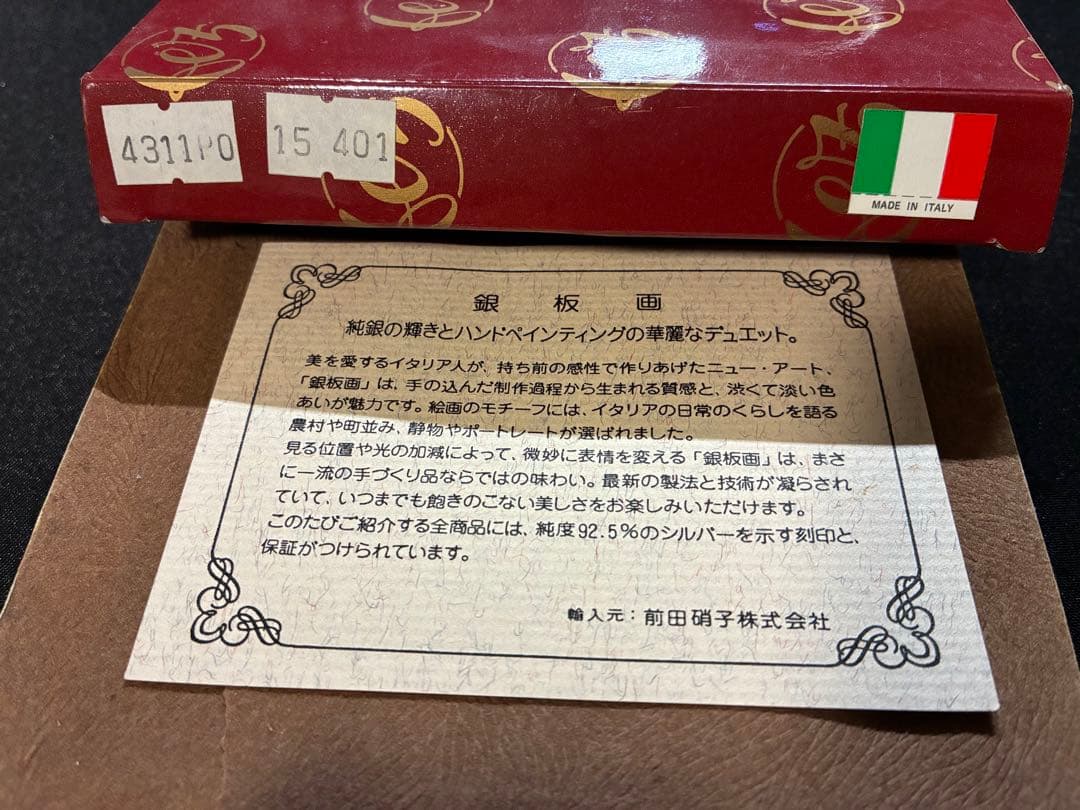 4311PO
15 401
MADE IN ITALY
銀板画
純銀の輝きとハンドペインティングの華麗なデュエット。
美を愛するイタリア人が、持ち前の感性で作りあげたニュー・アート、
「銀板画」は、手の込んだ制作過程から生まれる質感と、渋くて淡い色
あいが魅力です。絵画のモチーフには、イタリアの日常のくらしを語る
農村や町並み、静物やポートレートが選ばれました。
見る位置や光の加減によって、微妙に表情を変える「銀板画」は、まさ
に一流の手づくり品ならではの味わい。最新の製法と技術が凝らされ
ていて、いつまでも飽きのこない美しさをお楽しみいただけます。
このたびご紹介する全商品には、純度92.5%のシルバーを示す刻印と、
保証がつけられています。
輸入元：前田硝子株式会社